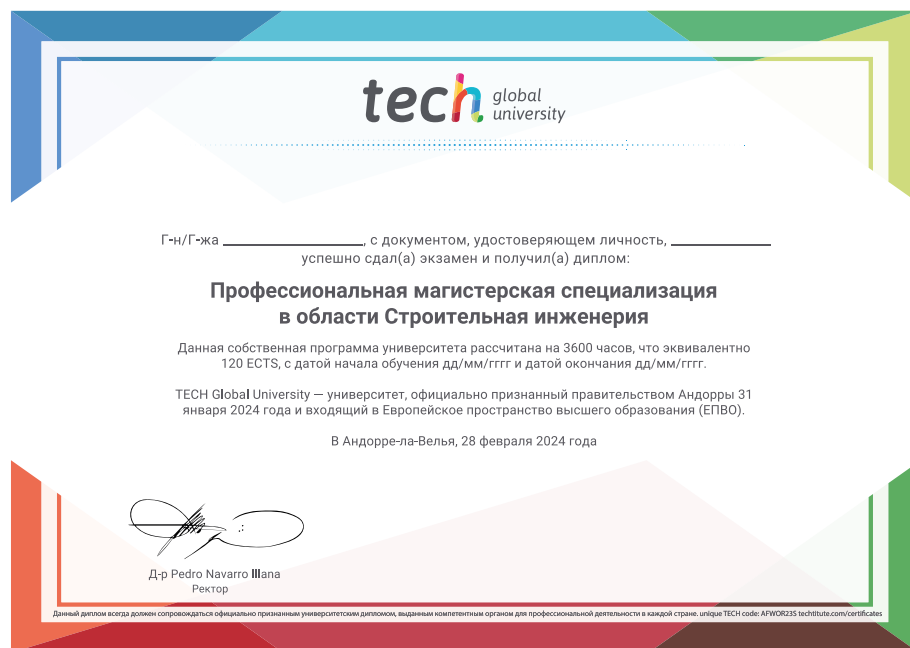 tech global
university
Г-н/Г-жа ____________________, с документом, удостоверяющем личность, ______________
успешно сдал(а) экзамен и получил(а) диплом:
Профессиональная магистерская специализация
в области Строительная инженерия
Данная собственная программа университета рассчитана на 3600 часов, что эквивалентно
120 ECTS, с датой начала обучения дд/мм/гггг и датой окончания дд/мм/гггг.
TECH Global University — университет, официально признанный правительством Андорры 31
января 2024 года и входящий в Европейское пространство высшего образования (ЕПВО).
В Андорре-ла-Велья, 28 февраля 2024 года
Д-р Pedro Navarro Illana
Ректор
Данный диплом всегда должен сопровождаться официально признанным университетским дипломом, выданным компетентным органом для профессиональной деятельности в каждой стране. unique TECH code: AFWOR23S techtitute.com/certificates